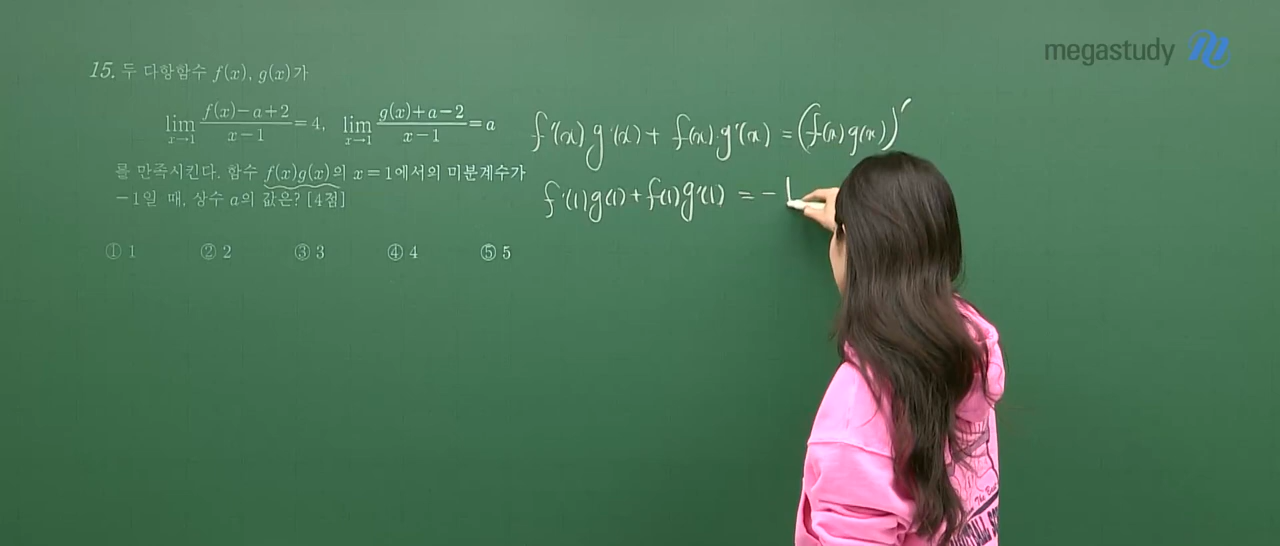 megastudy
15. 두 다항함수 f(x), g(x)가
lim_{x→1} \frac{f(x)-a+2}{x-1} = 4, lim_{x→1} \frac{g(x)+a-2}{x-1} = a
를 만족시킨다. 함수 f(x)g(x)의 x=1에서의 미분계수가
-1일 때, 상수 a의 값은? [4점]
① 1 ② 2 ③ 3 ④ 4 ⑤ 5
f'(x)g(x) + f(x)·g'(x) = (f(x)g(x))'
f'(1)g(1)+f(1)g'(1) = -1